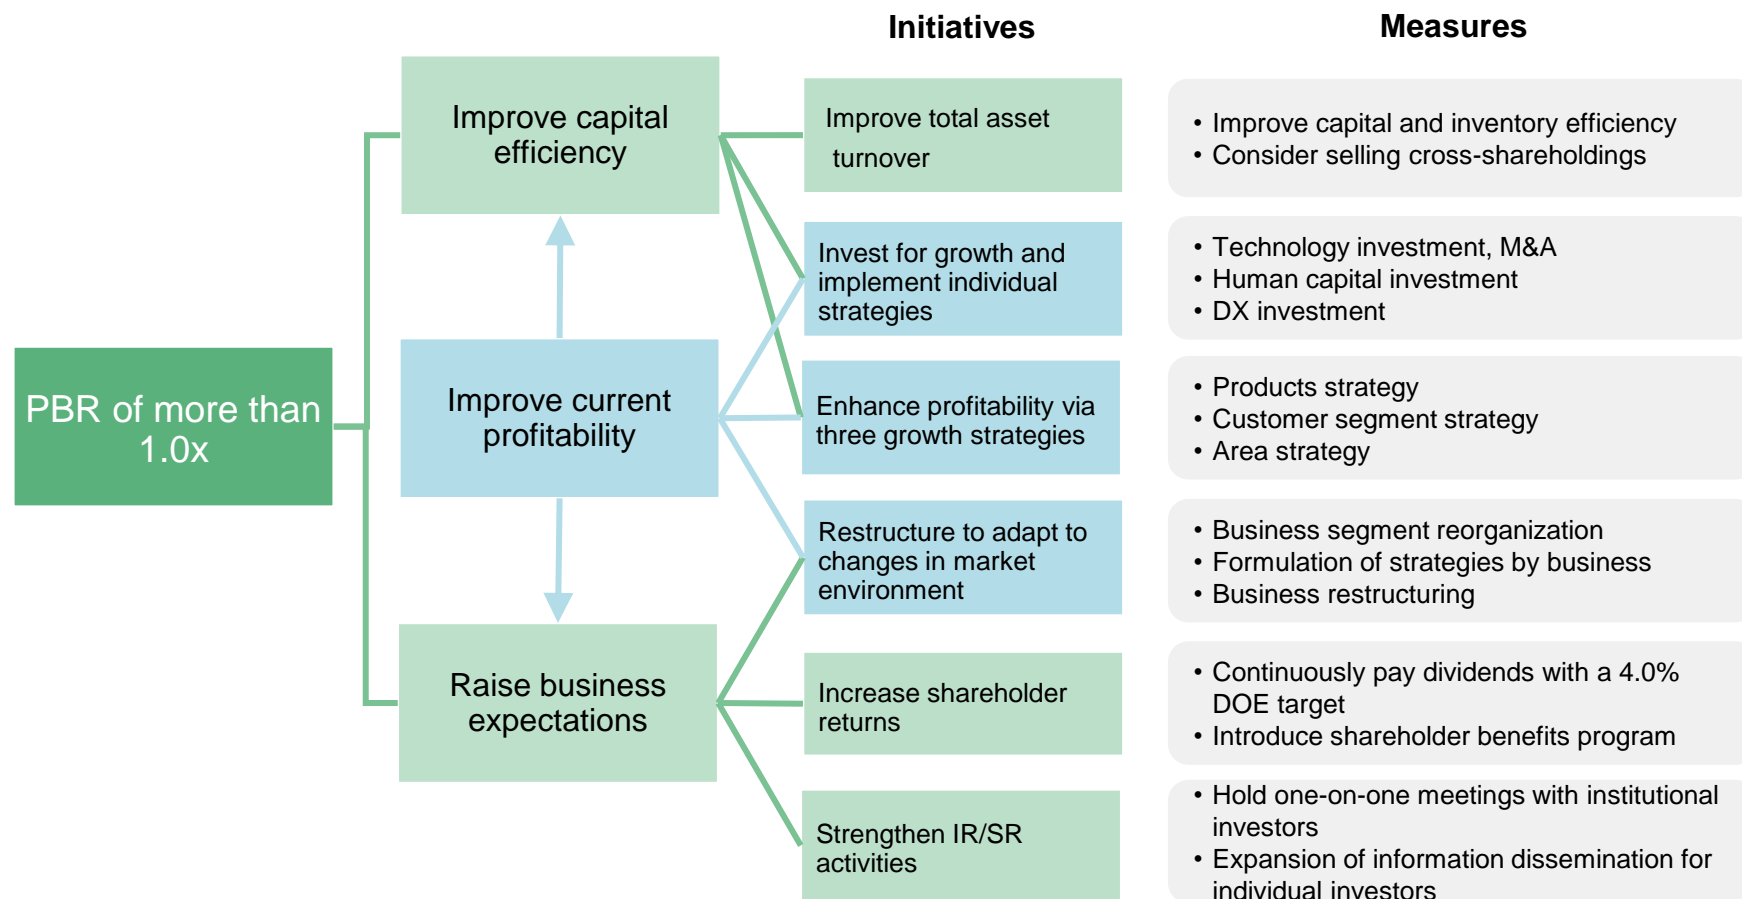 Initiatives
Measures
Improve capital
efficiency
Improve total asset
turnover
• Improve capital and inventory efficiency
• Consider selling cross-shareholdings
Invest for growth and
implement individual
strategies
• Technology investment, M&A
• Human capital investment
• DX investment
PBR of more than
1.0x
Improve current
profitability
Enhance profitability via
three growth strategies
• Products strategy
• Customer segment strategy
• Area strategy
Restructure to adapt to
changes in market
environment
• Business segment reorganization
• Formulation of strategies by business
• Business restructuring
Raise business
expectations
Increase shareholder
returns
• Continuously pay dividends with a 4.0%
DOE target
• Introduce shareholder benefits program
Strengthen IR/SR
activities
• Hold one-on-one meetings with institutional
investors
• Expansion of information dissemination for
individual investors